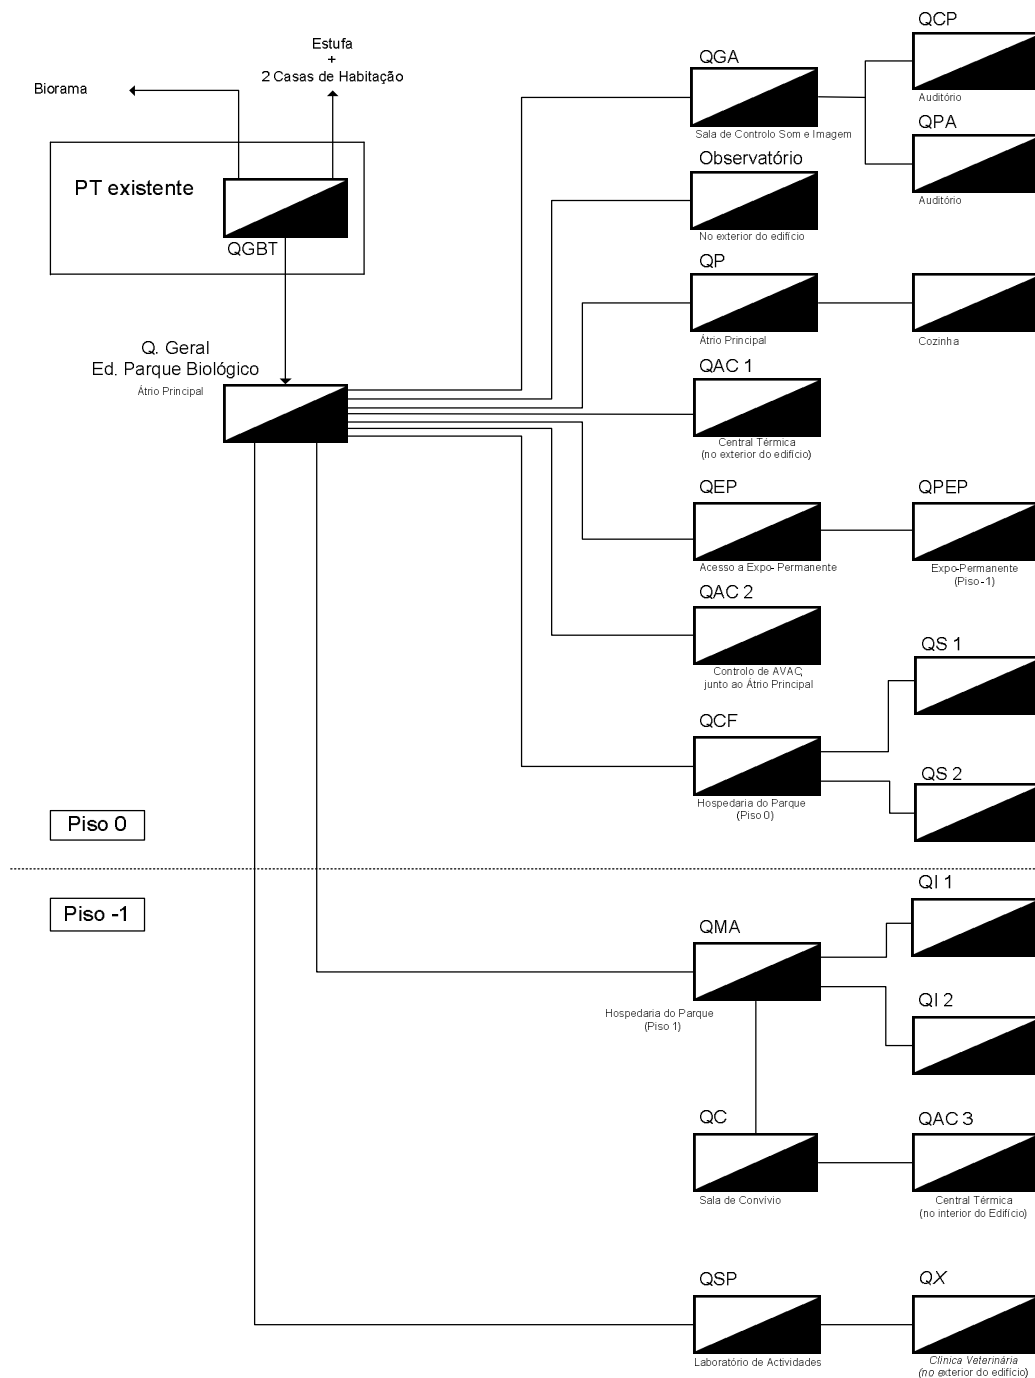 Estufa
+
2 Casas de Habitação
Biorama
PT existente
QGBT
Q. Geral
Ed. Parque Biológico
Átrio Principal
QGA
Sala de Controlo Som e Imagem
QCP
Auditório
QPA
Auditório
Observatório
No exterior do edifício
QP
Átrio Principal
Cozinha
QAC 1
Central Térmica
(no exterior do edifício)
QEP
Acesso a Expo- Permanente
QPEP
Expo-Permanente
(Piso -1)
QAC 2
Controlo de AVAC,
junto ao Átrio Principal
QS 1
QCF
Hospedaria do Parque
(Piso 0)
QS 2
Piso 0
Piso -1
QI 1
QMA
Hospedaria do Parque
(Piso 1)
QI 2
QC
Sala de Convívio
QAC 3
Central Térmica
(no interior do Edifício)
QSP
Laboratório de Actividades
QX
Clínica Veterinária
(no exterior do edifício)